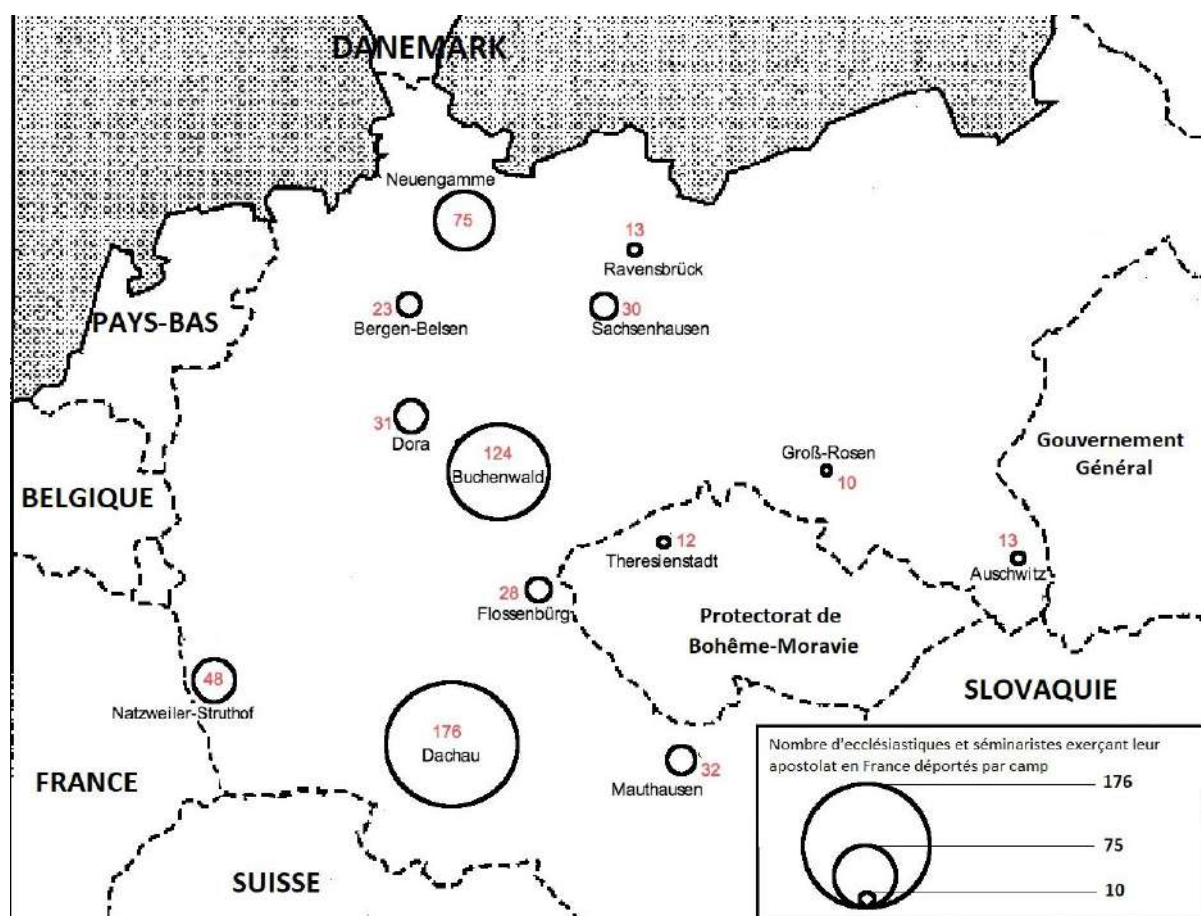 DANEMARK
Neuengamme
75
13
Ravensbrück
23
Bergen-Belsen
30
Sachsenhausen
PAYS-BAS
31
Dora
124
Buchenwald
Groß-Rosen
10
Gouvernement
Général
BELGIQUE
12
Theresienstadt
13
Auschwitz
28
Flossenbürg
Protectorat de
Bohême-Moravie
48
Natzweiler-Struthof
SLOVAQUIE
176
Dachau
32
Mauthausen
FRANCE
SUISSE
Nombre d'ecclésiastiques et séminaristes exerçant leur
apostolat en France déportés par camp
176
75
10